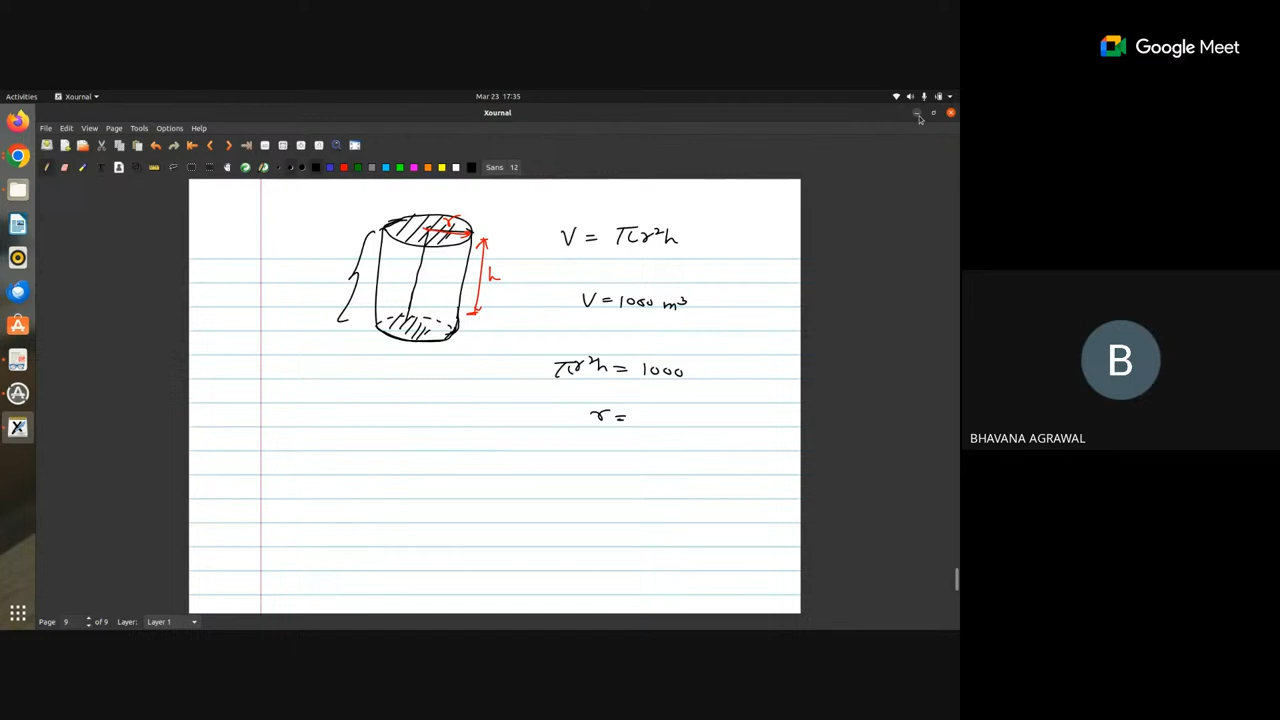 Google Meet
Activities
Xournal
Mar 23 17:35
Xournal
File Edit View Page Tools Options Help
Sans 12
r
h
V = πr²h
V = 1000 m³
πr²h = 1000
r =
B
BHAVANA AGRAWAL
Page 9 of 9 Layer: Layer 1